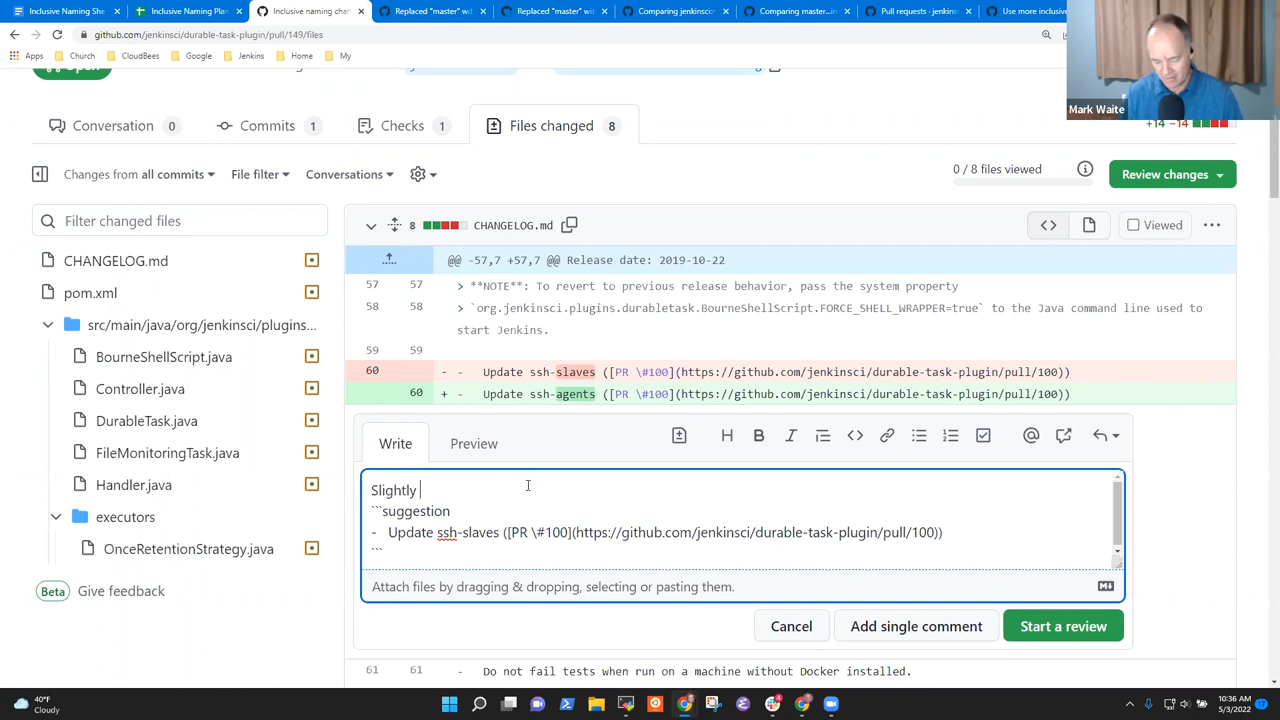 Inclusive Naming She
Inclusive Naming Plan
Inclusive naming chan
Replaced "master" wit
Replaced "master" wit
Comparing jenkinsci:
Comparing master...in
Pull requests · jenkins
Use more inclusive
github.com/jenkinsci/durable-task-plugin/pull/149/files
Apps Church CloudBees Google Jenkins Home My
Mark Waite
Open
Conversation 0
Commits 1
Checks 1
Files changed 8
+14 −14
Changes from all commits
File filter
Conversations
0 / 8 files viewed
Review changes
Filter changed files
CHANGELOG.md
pom.xml
src/main/java/org/jenkinsci/plugins...
BourneShellScript.java
Controller.java
DurableTask.java
FileMonitoringTask.java
Handler.java
executors
OnceRetentionStrategy.java
Beta Give feedback
8 CHANGELOG.md
Viewed
@@ -57,7 +57,7 @@ Release date: 2019-10-22
57 57 > **NOTE**: To revert to previous release behavior, pass the system property
58 58 > `org.jenkinsci.plugins.durabletask.BourneShellScript.FORCE_SHELL_WRAPPER=true` to the Java command line used to
start Jenkins.
59 59
60 - - Update ssh-slaves ([PR \#100](https://github.com/jenkinsci/durable-task-plugin/pull/100))
60 + - Update ssh-agents ([PR \#100](https://github.com/jenkinsci/durable-task-plugin/pull/100))
Write Preview
Slightly
```suggestion
- Update ssh-slaves ([PR \#100](https://github.com/jenkinsci/durable-task-plugin/pull/100))
```
Attach files by dragging & dropping, selecting or pasting them.
Cancel
Add single comment
Start a review
61 61 - Do not fail tests when run on a machine without Docker installed.
40°F
Cloudy
10:36 AM
5/3/2022